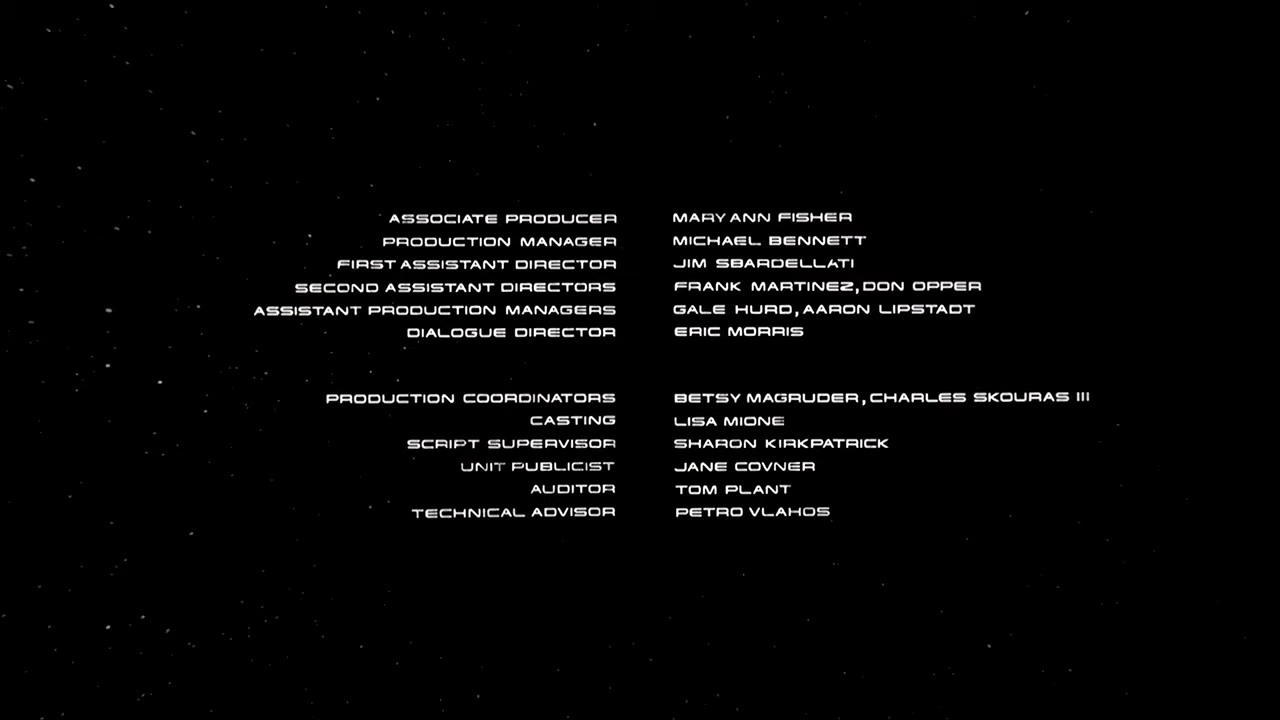 ASSOCIATE PRODUCER MARY ANN FISHER
PRODUCTION MANAGER MICHAEL BENNETT
FIRST ASSISTANT DIRECTOR JIM SBARDELLATI
SECOND ASSISTANT DIRECTORS FRANK MARTINEZ, DON OPPER
ASSISTANT PRODUCTION MANAGERS GALE HURD, AARON LIPSTADT
DIALOGUE DIRECTOR ERIC MORRIS
PRODUCTION COORDINATORS BETSY MAGRUDER, CHARLES SKOURAS III
CASTING LISA MIONE
SCRIPT SUPERVISOR SHARON KIRKPATRICK
UNIT PUBLICIST JANE COVNER
AUDITOR TOM PLANT
TECHNICAL ADVISOR PETRO VLAHOS